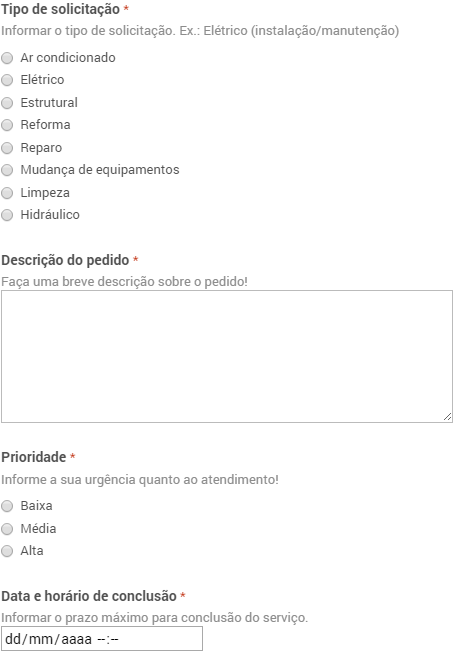 Tipo de solicitação *
Informar o tipo de solicitação. Ex.: Elétrico (instalação/manutenção)
Ar condicionado
Elétrico
Estrutural
Reforma
Reparo
Mudança de equipamentos
Limpeza
Hidráulico
Descrição do pedido *
Faça uma breve descrição sobre o pedido!
Prioridade *
Informe a sua urgência quanto ao atendimento!
Baixa
Média
Alta
Data e horário de conclusão *
Informar o prazo máximo para conclusão do serviço.
dd/mm/aaaa --:--